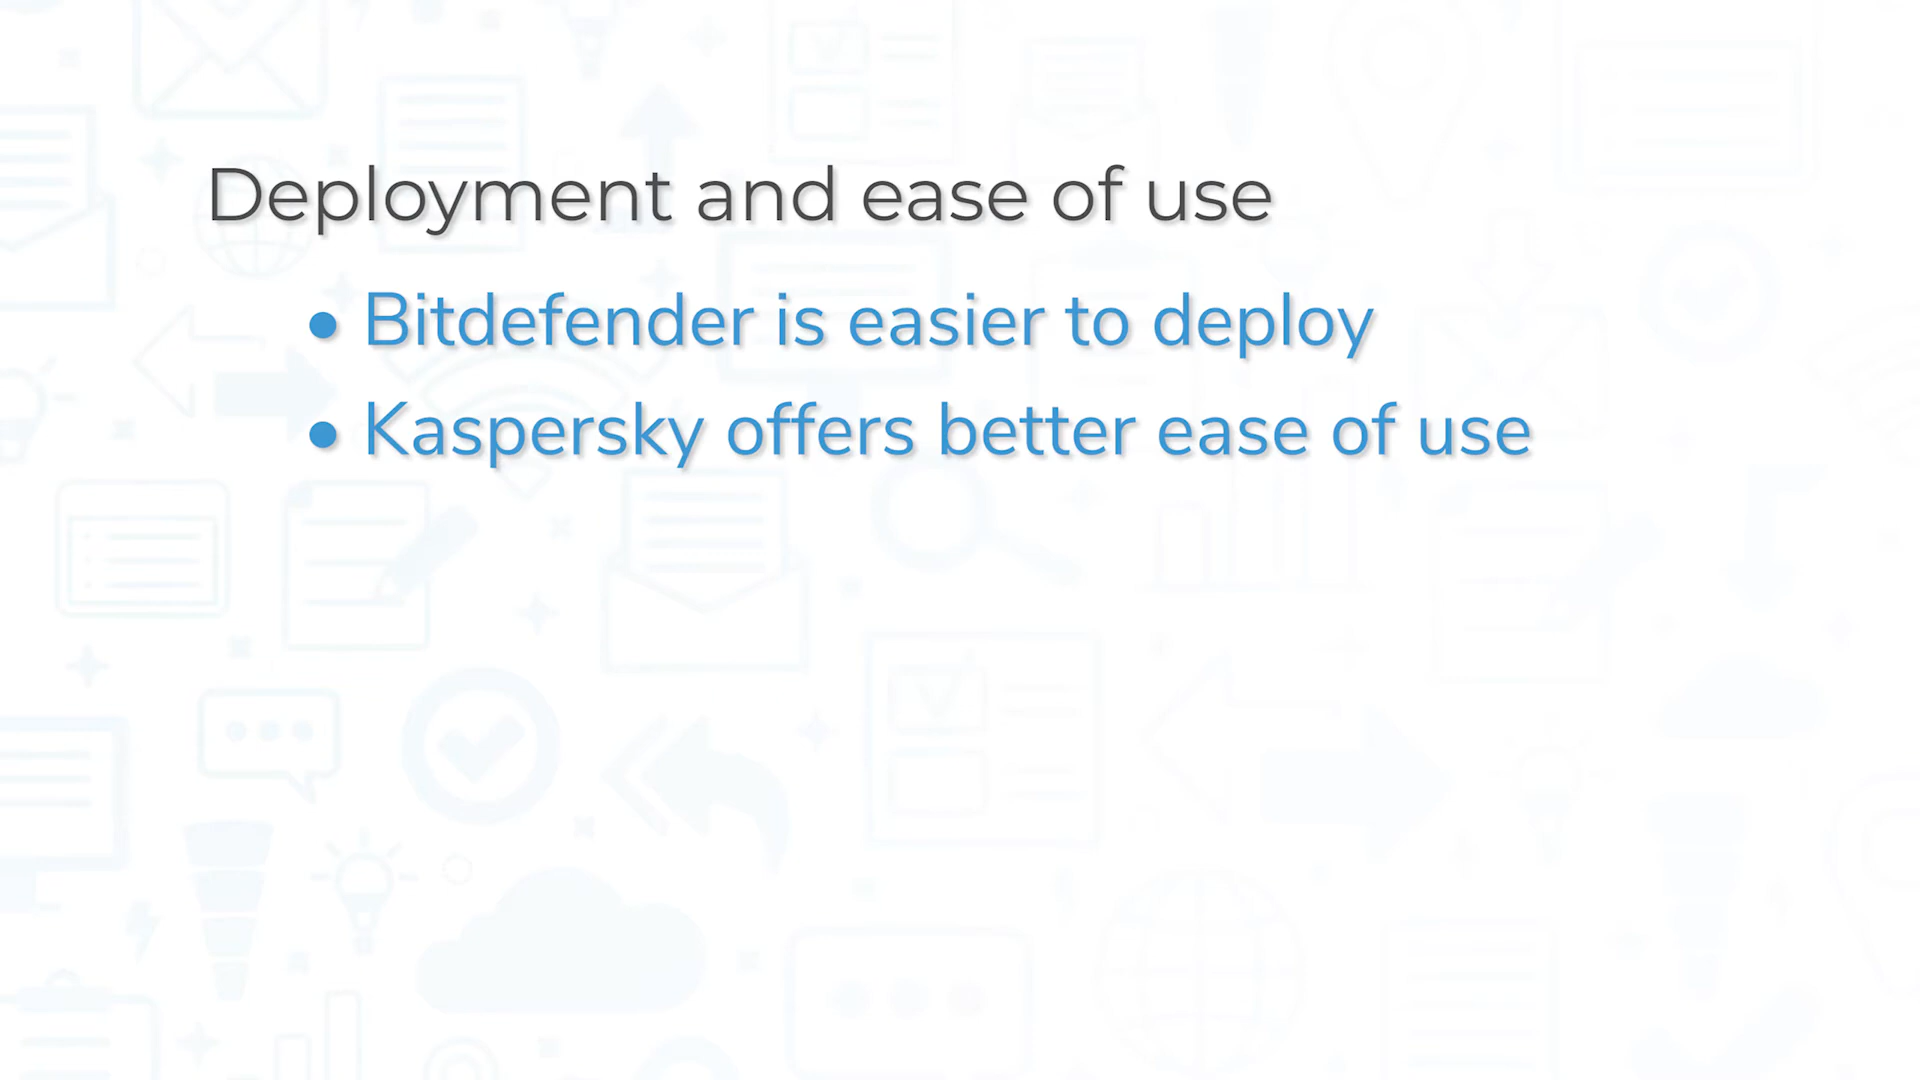 Deployment and ease of use
• Bitdefender is easier to deploy
• Kaspersky offers better ease of use